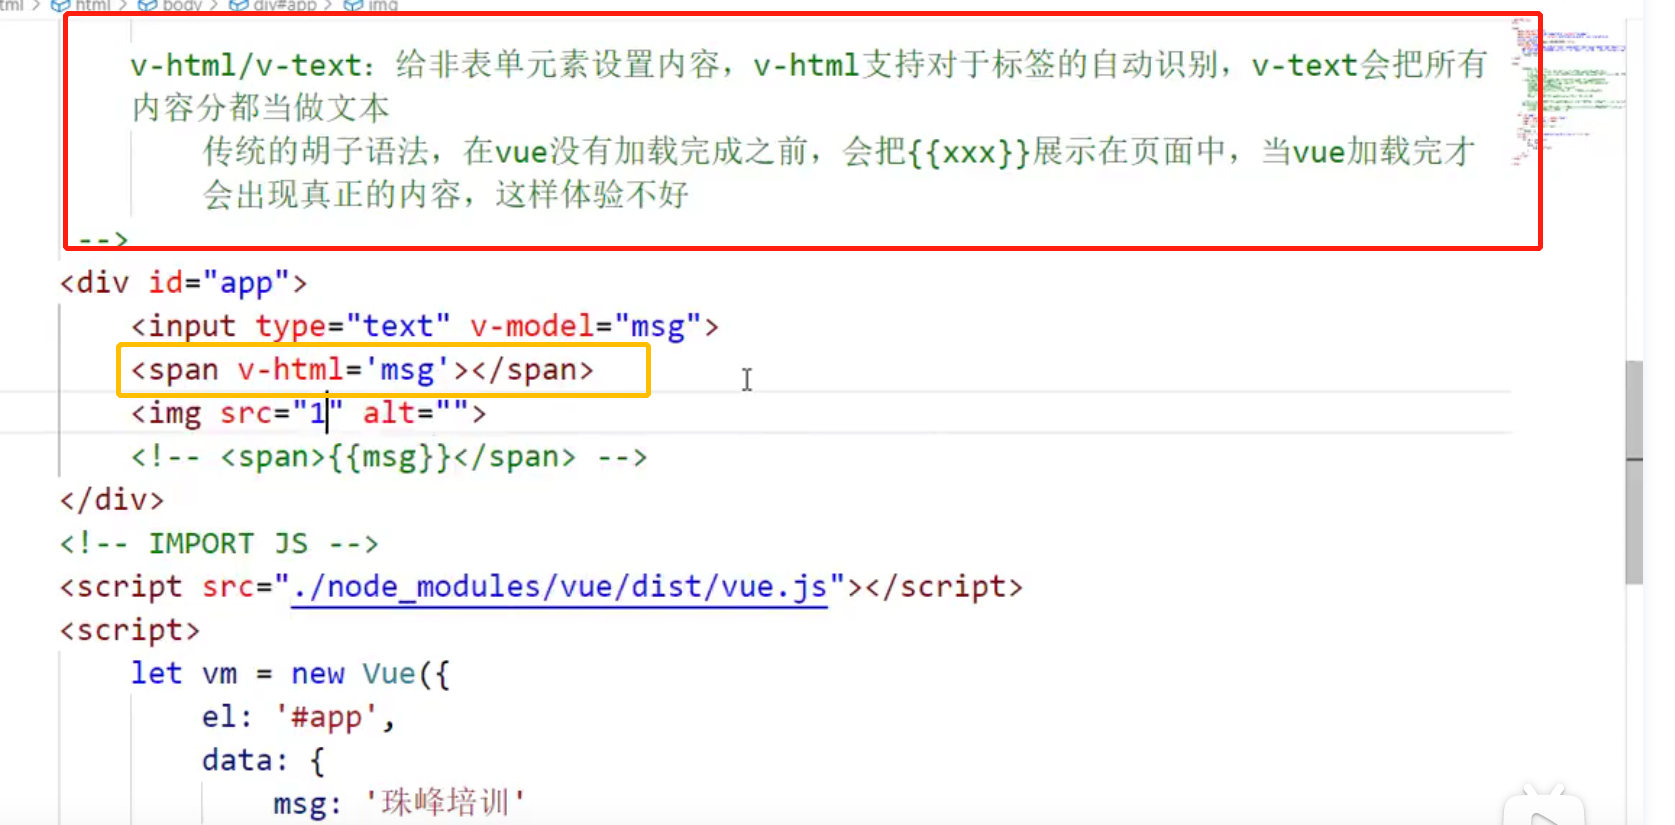 html > body > div#app > img
v-html/v-text: 给非表单元素设置内容，v-html支持对于标签的自动识别，v-text会把所有
内容分都当做文本
传统的胡子语法，在vue没有加载完成之前，会把{{xxx}}展示在页面中，当vue加载完才
会出现真正的内容，这样体验不好
-->
<div id="app">
<input type="text" v-model="msg">
<span v-html='msg'></span>
<img src="1" alt="">
<!-- <span>{{msg}}</span> -->
</div>
<!-- IMPORT JS -->
<script src="./node_modules/vue/dist/vue.js"></script>
<script>
let vm = new Vue({
el: '#app',
data: {
msg: '珠峰培训'